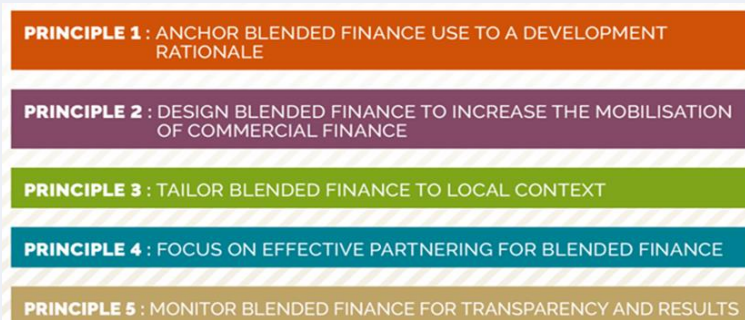 PRINCIPLE 1 : ANCHOR BLENDED FINANCE USE TO A DEVELOPMENT
RATIONALE
PRINCIPLE 2 : DESIGN BLENDED FINANCE TO INCREASE THE MOBILISATION
OF COMMERCIAL FINANCE
PRINCIPLE 3 : TAILOR BLENDED FINANCE TO LOCAL CONTEXT
PRINCIPLE 4 : FOCUS ON EFFECTIVE PARTNERING FOR BLENDED FINANCE
PRINCIPLE 5 : MONITOR BLENDED FINANCE FOR TRANSPARENCY AND RESULTS